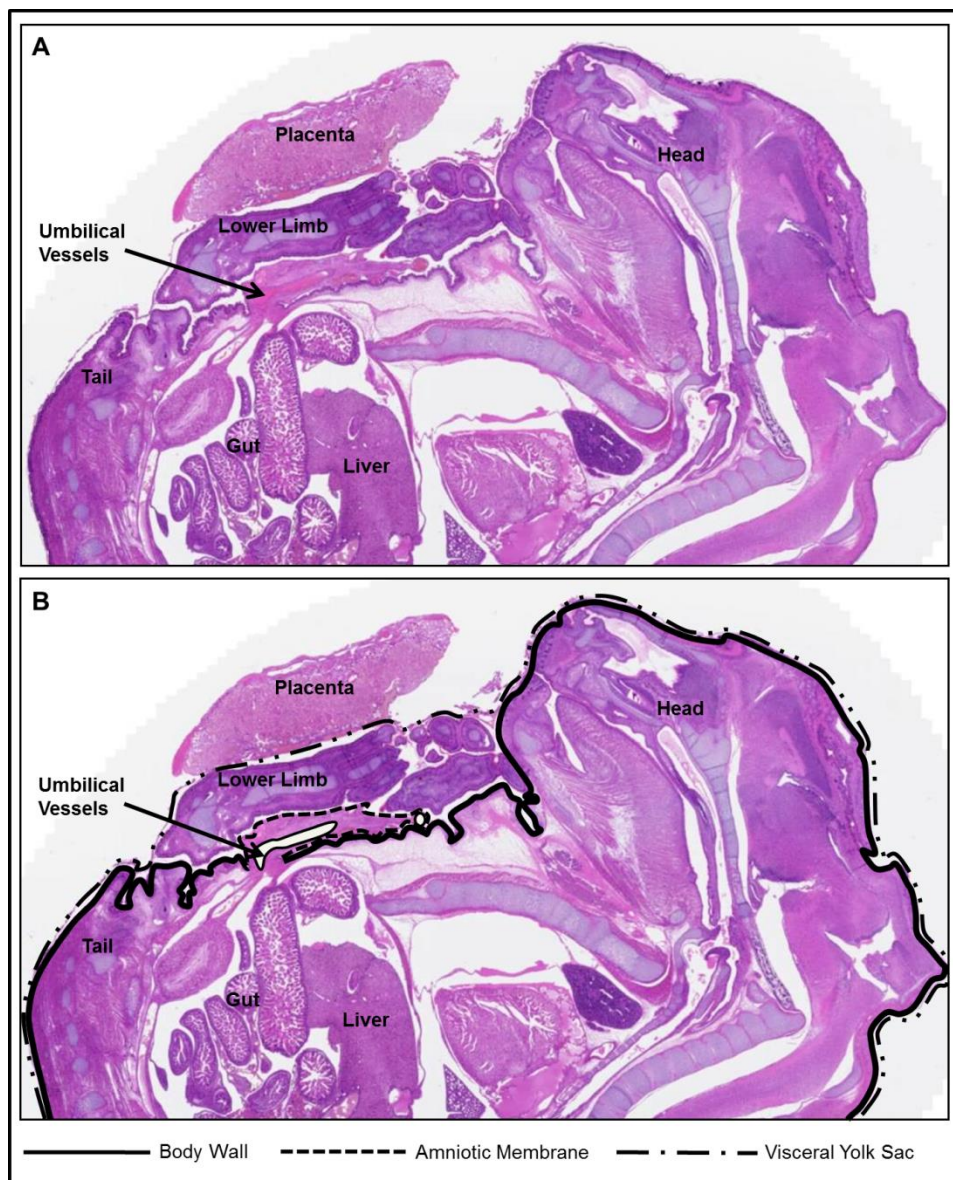 A
Placenta
Head
Umbilical
Vessels
Lower Limb
Tail
Gut
Liver
B
Placenta
Head
Umbilical
Vessels
Lower Limb
Tail
Gut
Liver
Body Wall Amniotic Membrane Visceral Yolk Sac